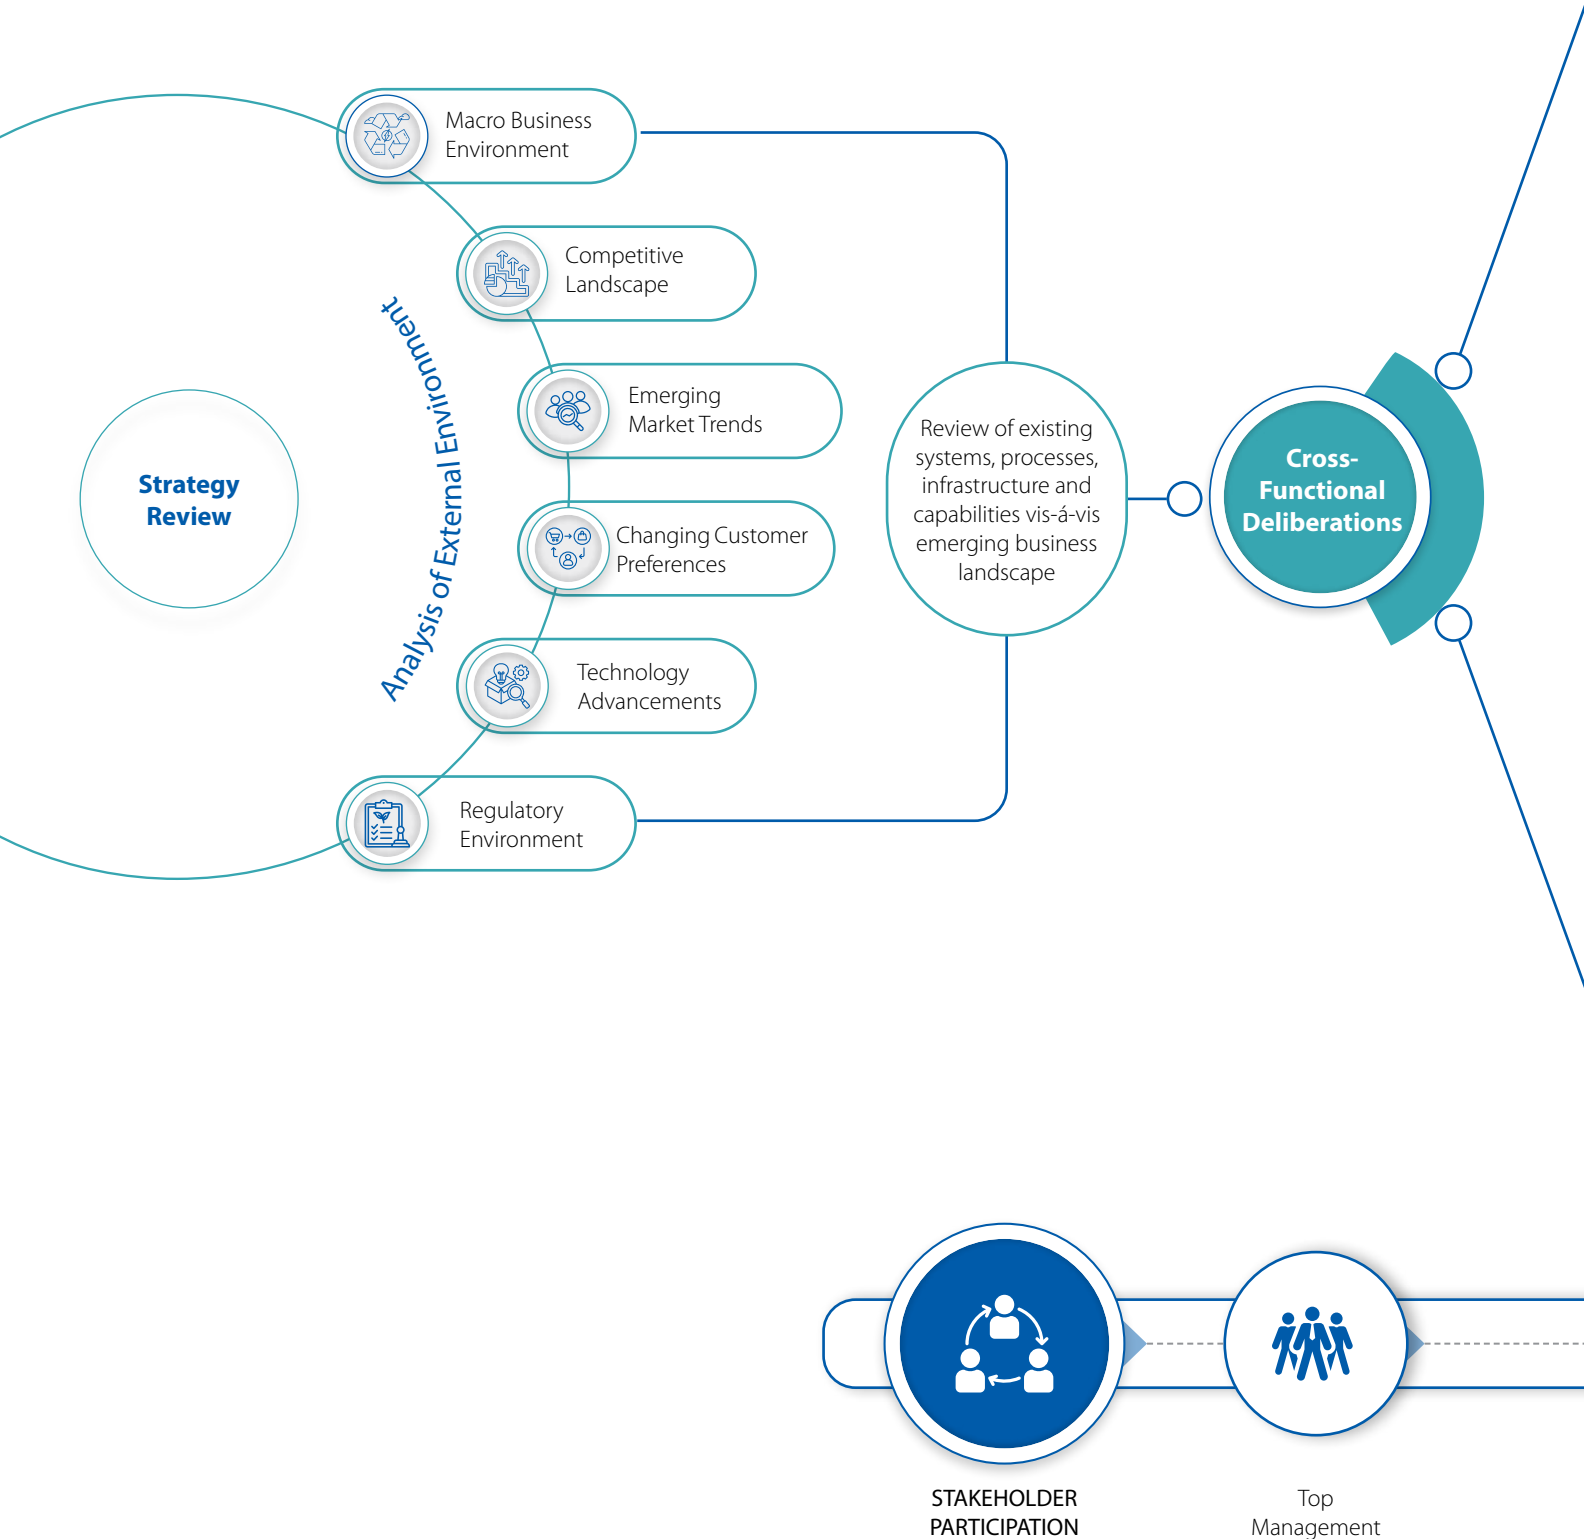 Macro Business
Environment
Competitive
Landscape
Emerging
Market Trends
Changing Customer
Preferences
Technology
Advancements
Regulatory
Environment
Analysis of External Environment
Strategy
Review
Review of existing
systems, processes,
infrastructure and
capabilities vis-á-vis
emerging business
landscape
Cross-
Functional
Deliberations
STAKEHOLDER
PARTICIPATION
Top
Management